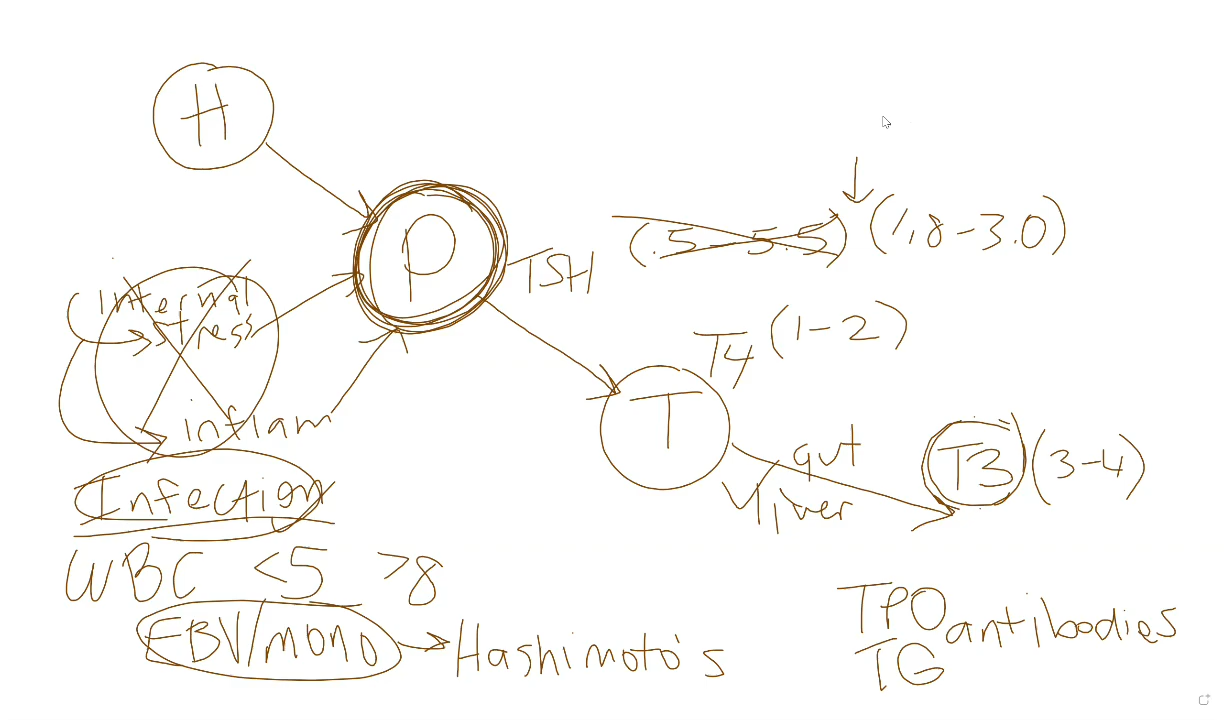 H
P
TSH (.5 - 5.5) (1.8 - 3.0)
internal
stress
T4 (1 - 2)
T
inflam
gut
liver
T3 (3 - 4)
Infection
WBC <5 >8
EBV/mono → Hashimoto's
TPO
antibodies
TG